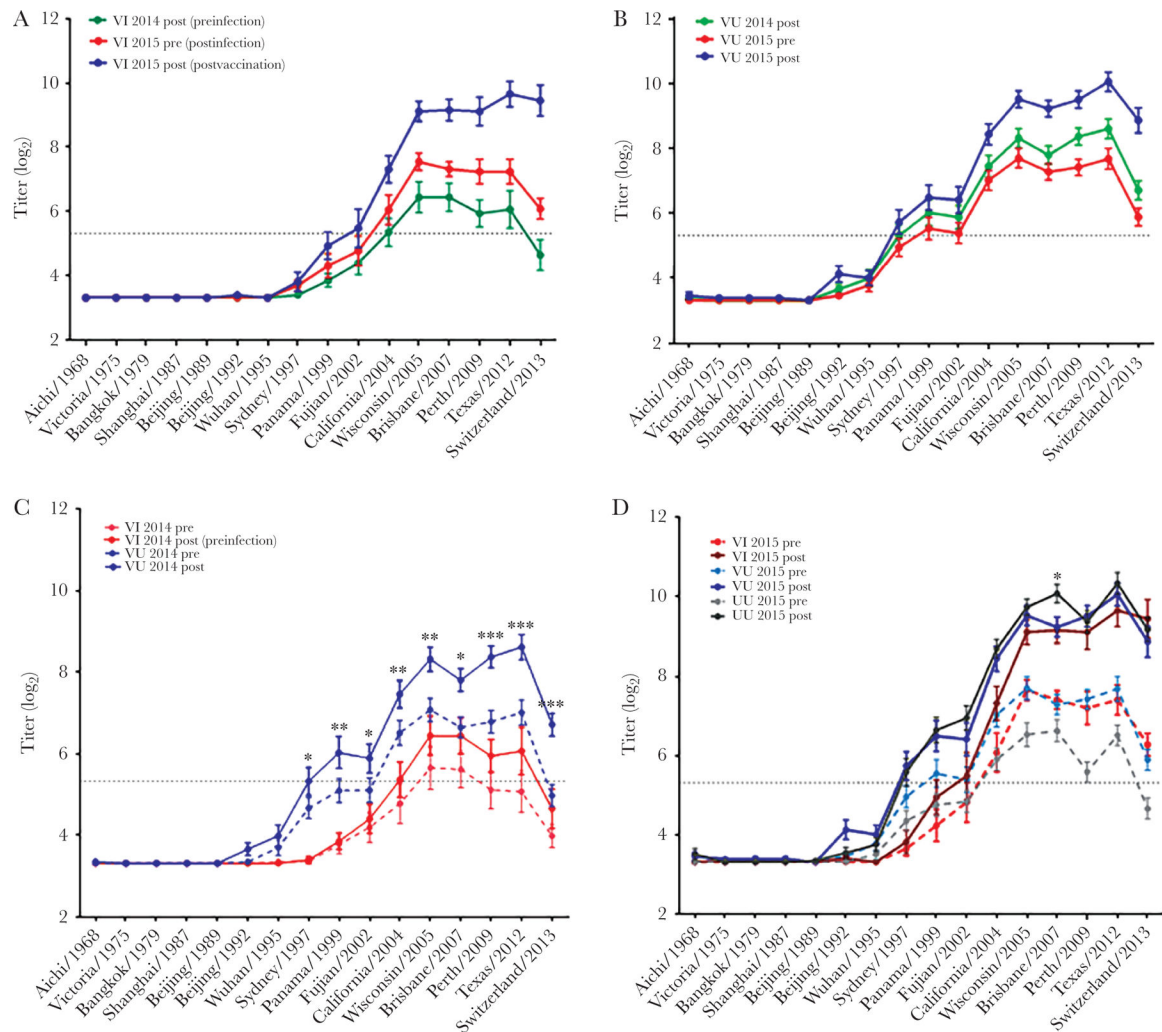 A
VI 2014 post (preinfection)
VI 2015 pre (postinfection)
VI 2015 post (postvaccination)
12
10
8
6
4
2
Titer (log2)
Aichi/1968
Victoria/1975
Bangkok/1979
Shanghai/1987
Beijing/1989
Beijing/1992
Wuhan/1995
Sydney/1997
Panama/1999
Fujian/2002
California/2004
Wisconsin/2005
Brisbane/2007
Perth/2009
Texas/2012
Switzerland/2013
B
VU 2014 post
VU 2015 pre
VU 2015 post
12
10
8
6
4
2
Titer (log2)
Aichi/1968
Victoria/1975
Bangkok/1979
Shanghai/1987
Beijing/1989
Beijing/1992
Wuhan/1995
Sydney/1997
Panama/1999
Fujian/2002
California/2004
Wisconsin/2005
Brisbane/2007
Perth/2009
Texas/2012
Switzerland/2013
C
VI 2014 pre
VI 2014 post (preinfection)
VU 2014 pre
VU 2014 post
12
10
8
6
4
2
Titer (log2)
* ** * ** ** * *** *** ***
Aichi/1968
Victoria/1975
Bangkok/1979
Shanghai/1987
Beijing/1989
Beijing/1992
Wuhan/1995
Sydney/1997
Panama/1999
Fujian/2002
California/2004
Wisconsin/2005
Brisbane/2007
Perth/2009
Texas/2012
Switzerland/2013
D
VI 2015 pre
VI 2015 post
VU 2015 pre
VU 2015 post
UU 2015 pre
UU 2015 post
12
10
8
6
4
2
Titer (log2)
*
Aichi/1968
Victoria/1975
Bangkok/1979
Shanghai/1987
Beijing/1989
Beijing/1992
Wuhan/1995
Sydney/1997
Panama/1999
Fujian/2002
California/2004
Wisconsin/2005
Brisbane/2007
Perth/2009
Texas/2012
Switzerland/2013